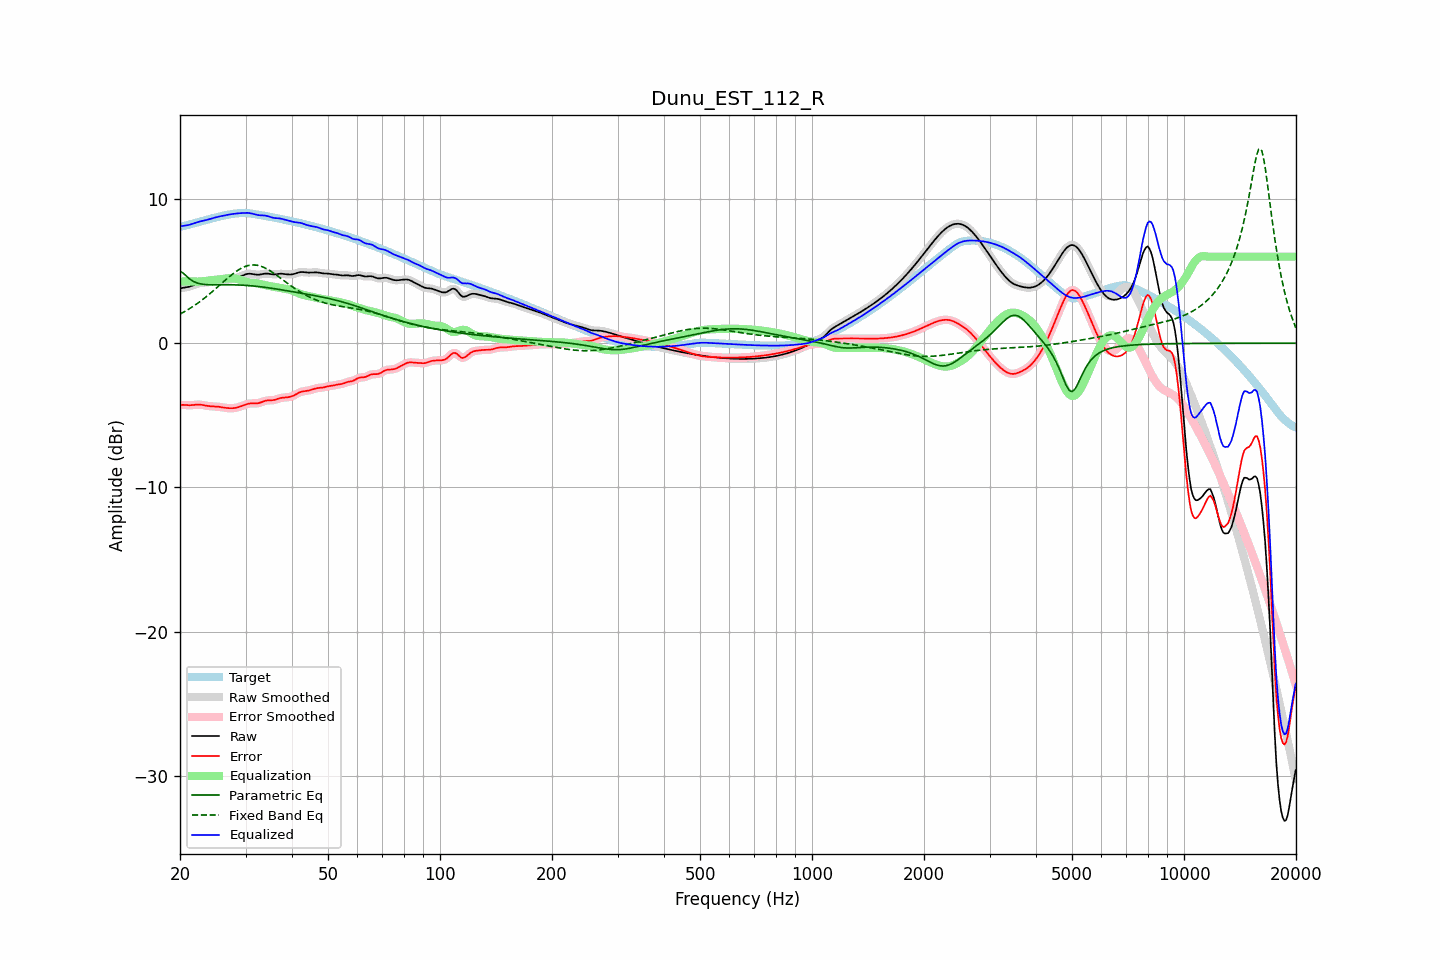 Dunu_EST_112_R
Amplitude (dBr)
10
0
−10
−20
−30
Target
Raw Smoothed
Error Smoothed
Raw
Error
Equalization
Parametric Eq
Fixed Band Eq
Equalized
20 50 100 200 500 1000 2000 5000 10000 20000
Frequency (Hz)